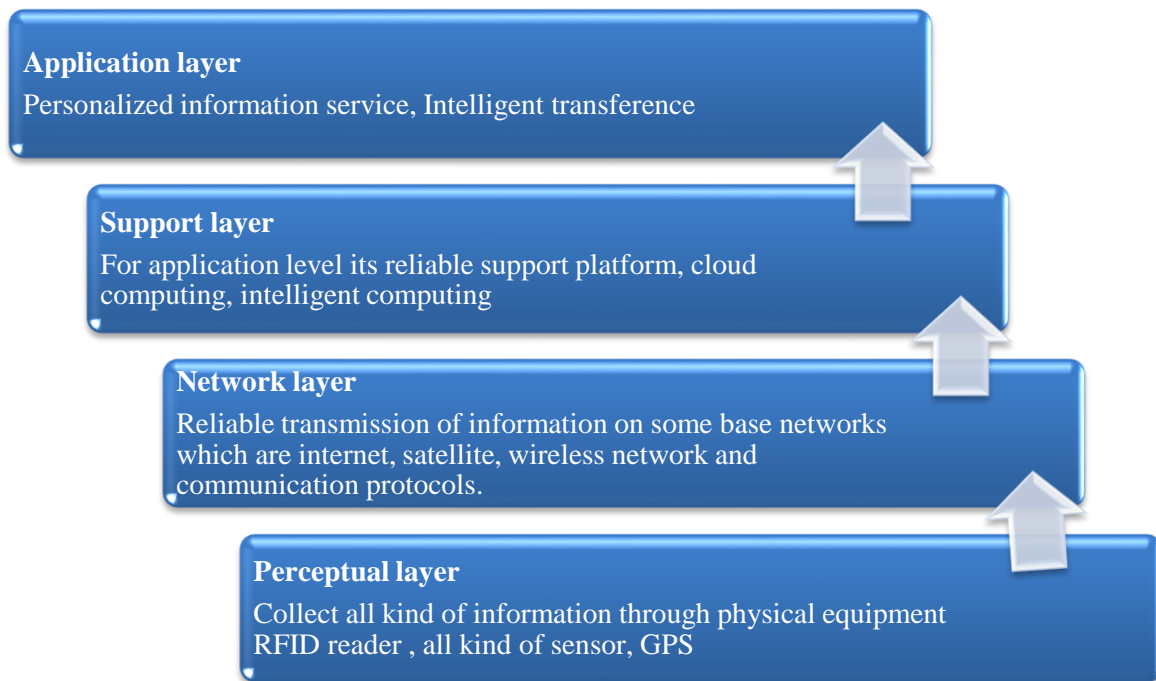 Application layer
Personalized information service, Intelligent transference
Support layer
For application level its reliable support platform, cloud
computing, intelligent computing
Network layer
Reliable transmission of information on some base networks
which are internet, satellite, wireless network and
communication protocols.
Perceptual layer
Collect all kind of information through physical equipment
RFID reader , all kind of sensor, GPS